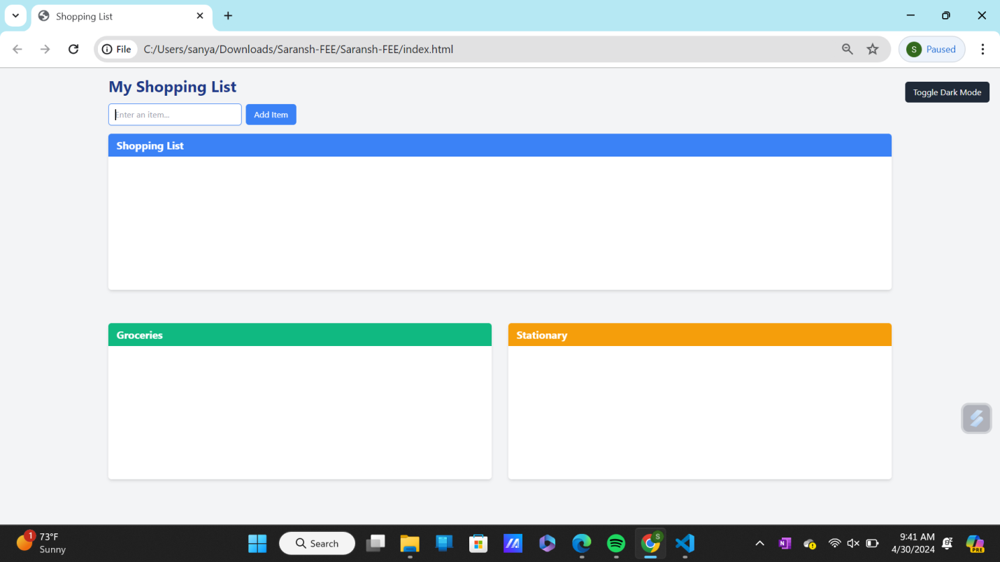 Shopping List
File
C:/Users/sanya/Downloads/Saransh-FEE/Saransh-FEE/index.html
S
Paused
My Shopping List
Toggle Dark Mode
Enter an item...
Add Item
Shopping List
Groceries
Stationary
1
73°F
Sunny
Search
S
N
9:41 AM
4/30/2024
PRE